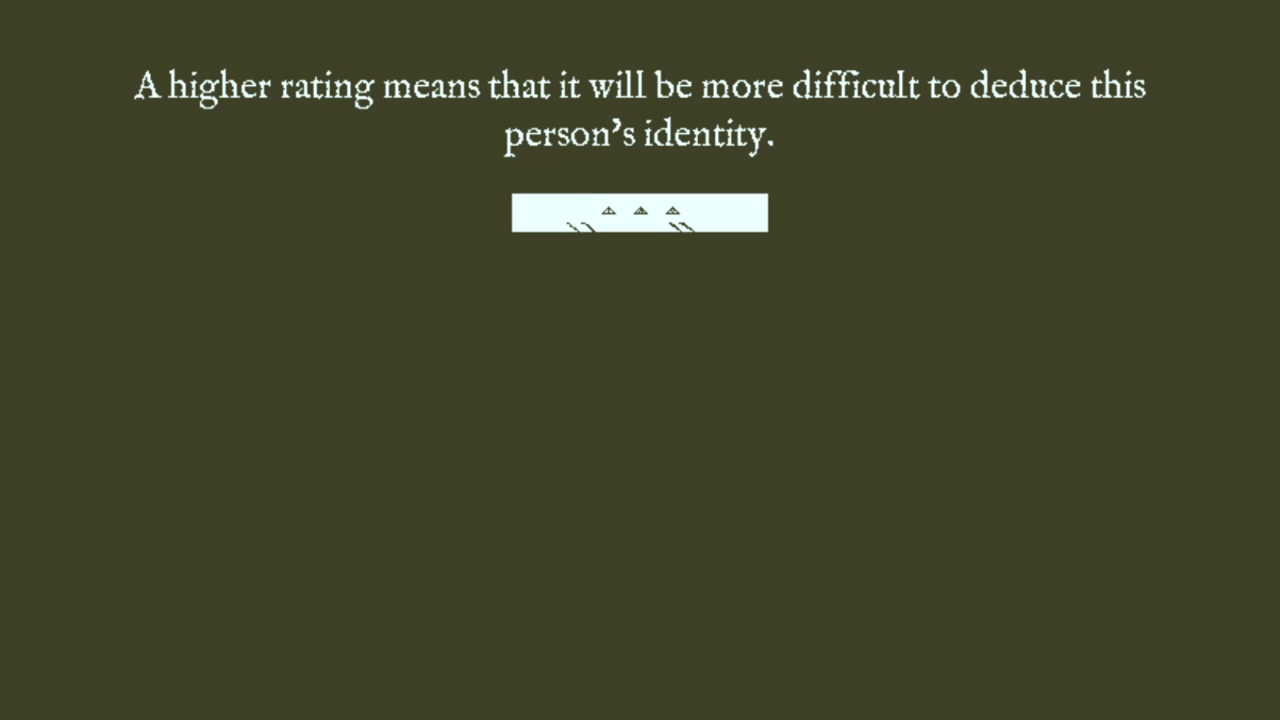 A higher rating means that it will be more difficult to deduce this
person’s identity.